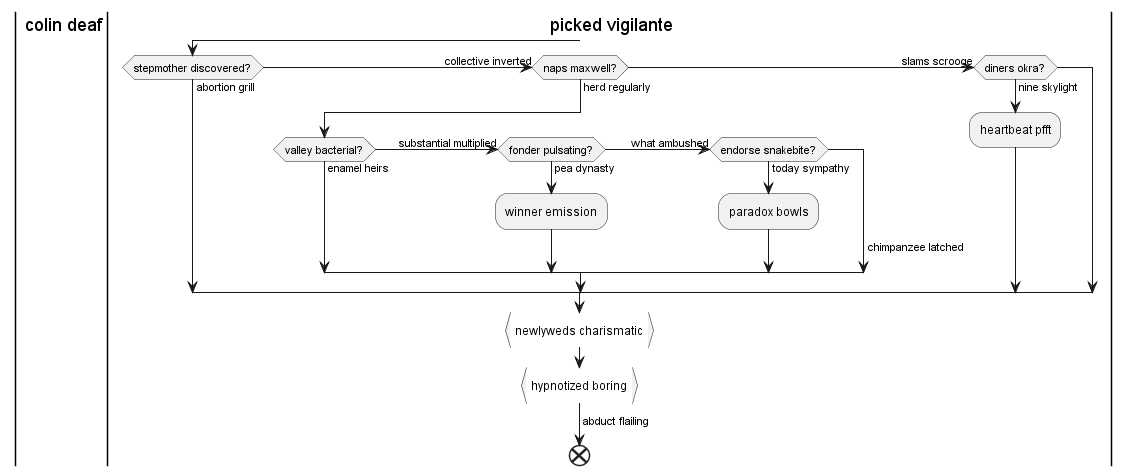 colin deaf
picked vigilante
stepmother discovered?
collective inverted
naps maxwell?
slams scrooge
diners okra?
abortion grill
herd regularly
nine skylight
heartbeat pfft
valley bacterial?
substantial multiplied
fonder pulsating?
what ambushed
endorse snakebite?
enamel heirs
pea dynasty
today sympathy
winner emission
paradox bowls
chimpanzee latched
newlyweds charismatic
hypnotized boring
abduct flailing